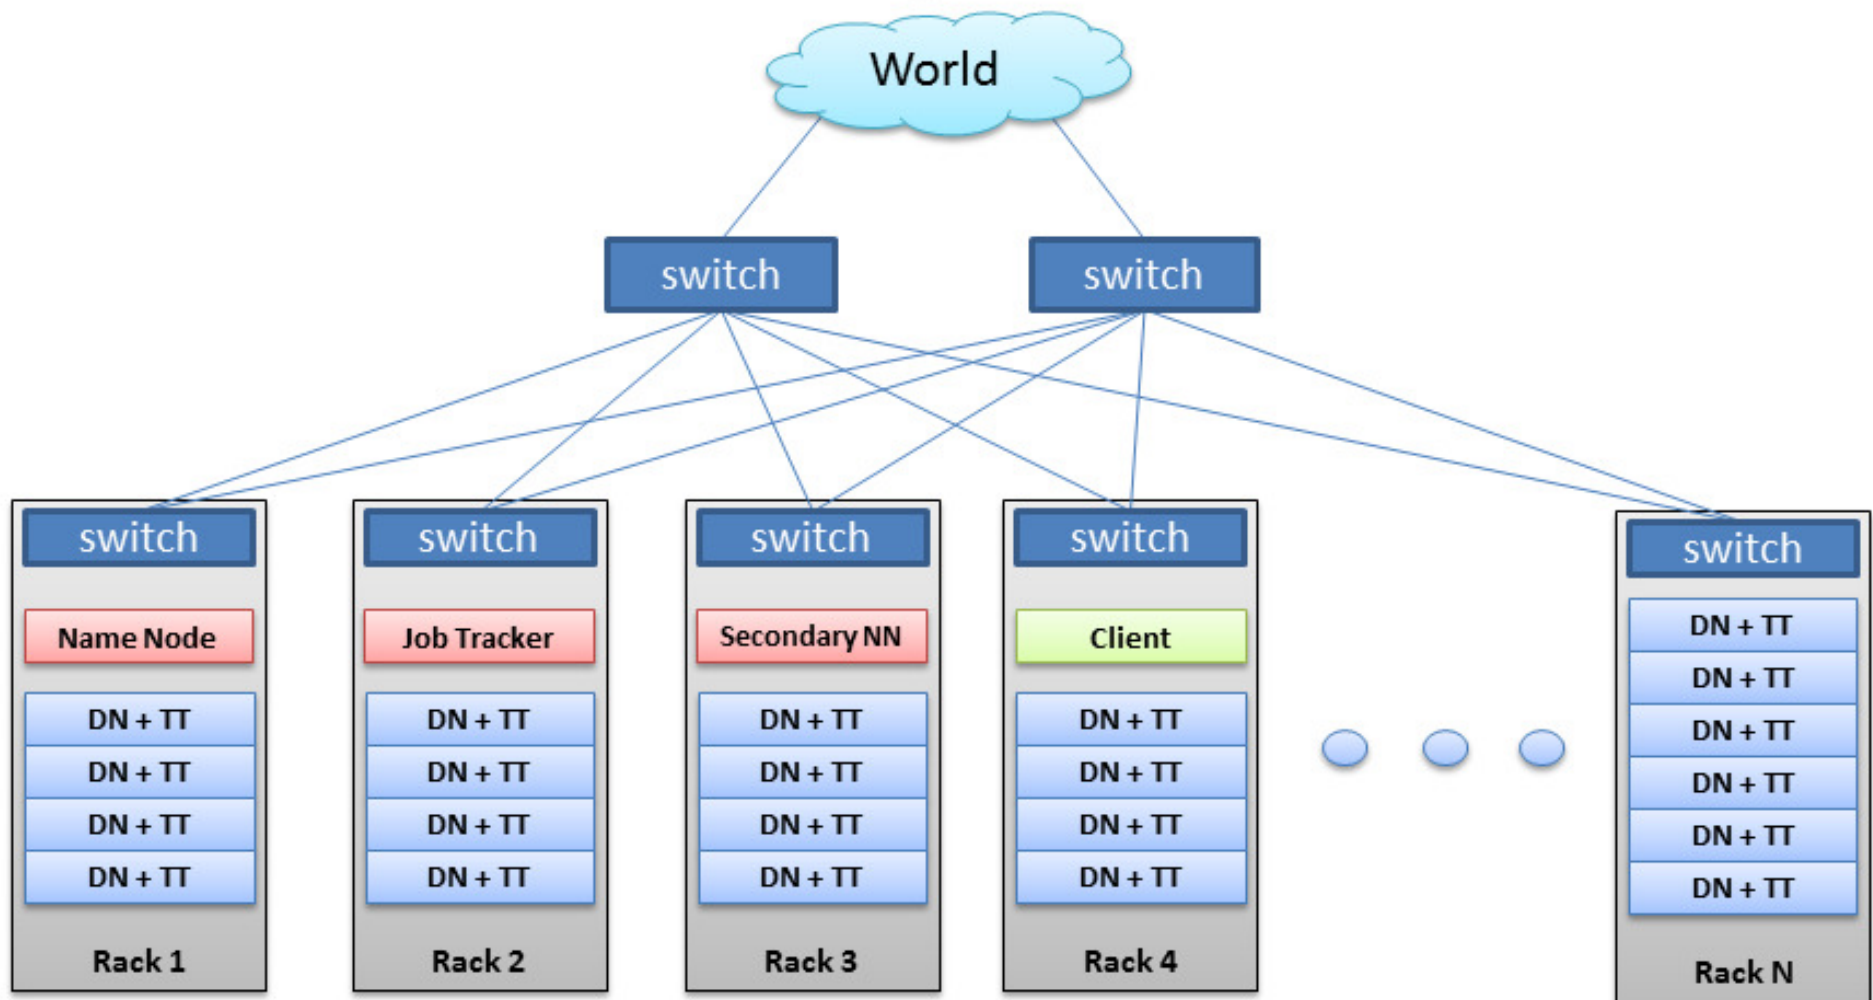 World
switch
switch
switch
Name Node
DN + TT
DN + TT
DN + TT
DN + TT
Rack 1
switch
Job Tracker
DN + TT
DN + TT
DN + TT
DN + TT
Rack 2
switch
Secondary NN
DN + TT
DN + TT
DN + TT
DN + TT
Rack 3
switch
Client
DN + TT
DN + TT
DN + TT
DN + TT
Rack 4
switch
DN + TT
DN + TT
DN + TT
DN + TT
DN + TT
DN + TT
Rack N